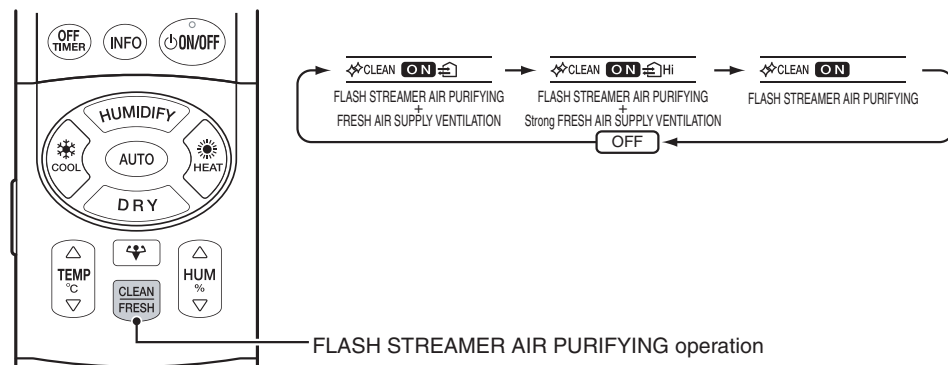 OFF
TIMER
INFO
ON/OFF
HUMIDIFY
COOL
AUTO
HEAT
DRY
TEMP
°C
HUM
%
CLEAN
FRESH
CLEAN ON
FLASH STREAMER AIR PURIFYING
+
FRESH AIR SUPPLY VENTILATION
CLEAN ON Hi
FLASH STREAMER AIR PURIFYING
+
Strong FRESH AIR SUPPLY VENTILATION
CLEAN ON
FLASH STREAMER AIR PURIFYING
OFF
FLASH STREAMER AIR PURIFYING operation